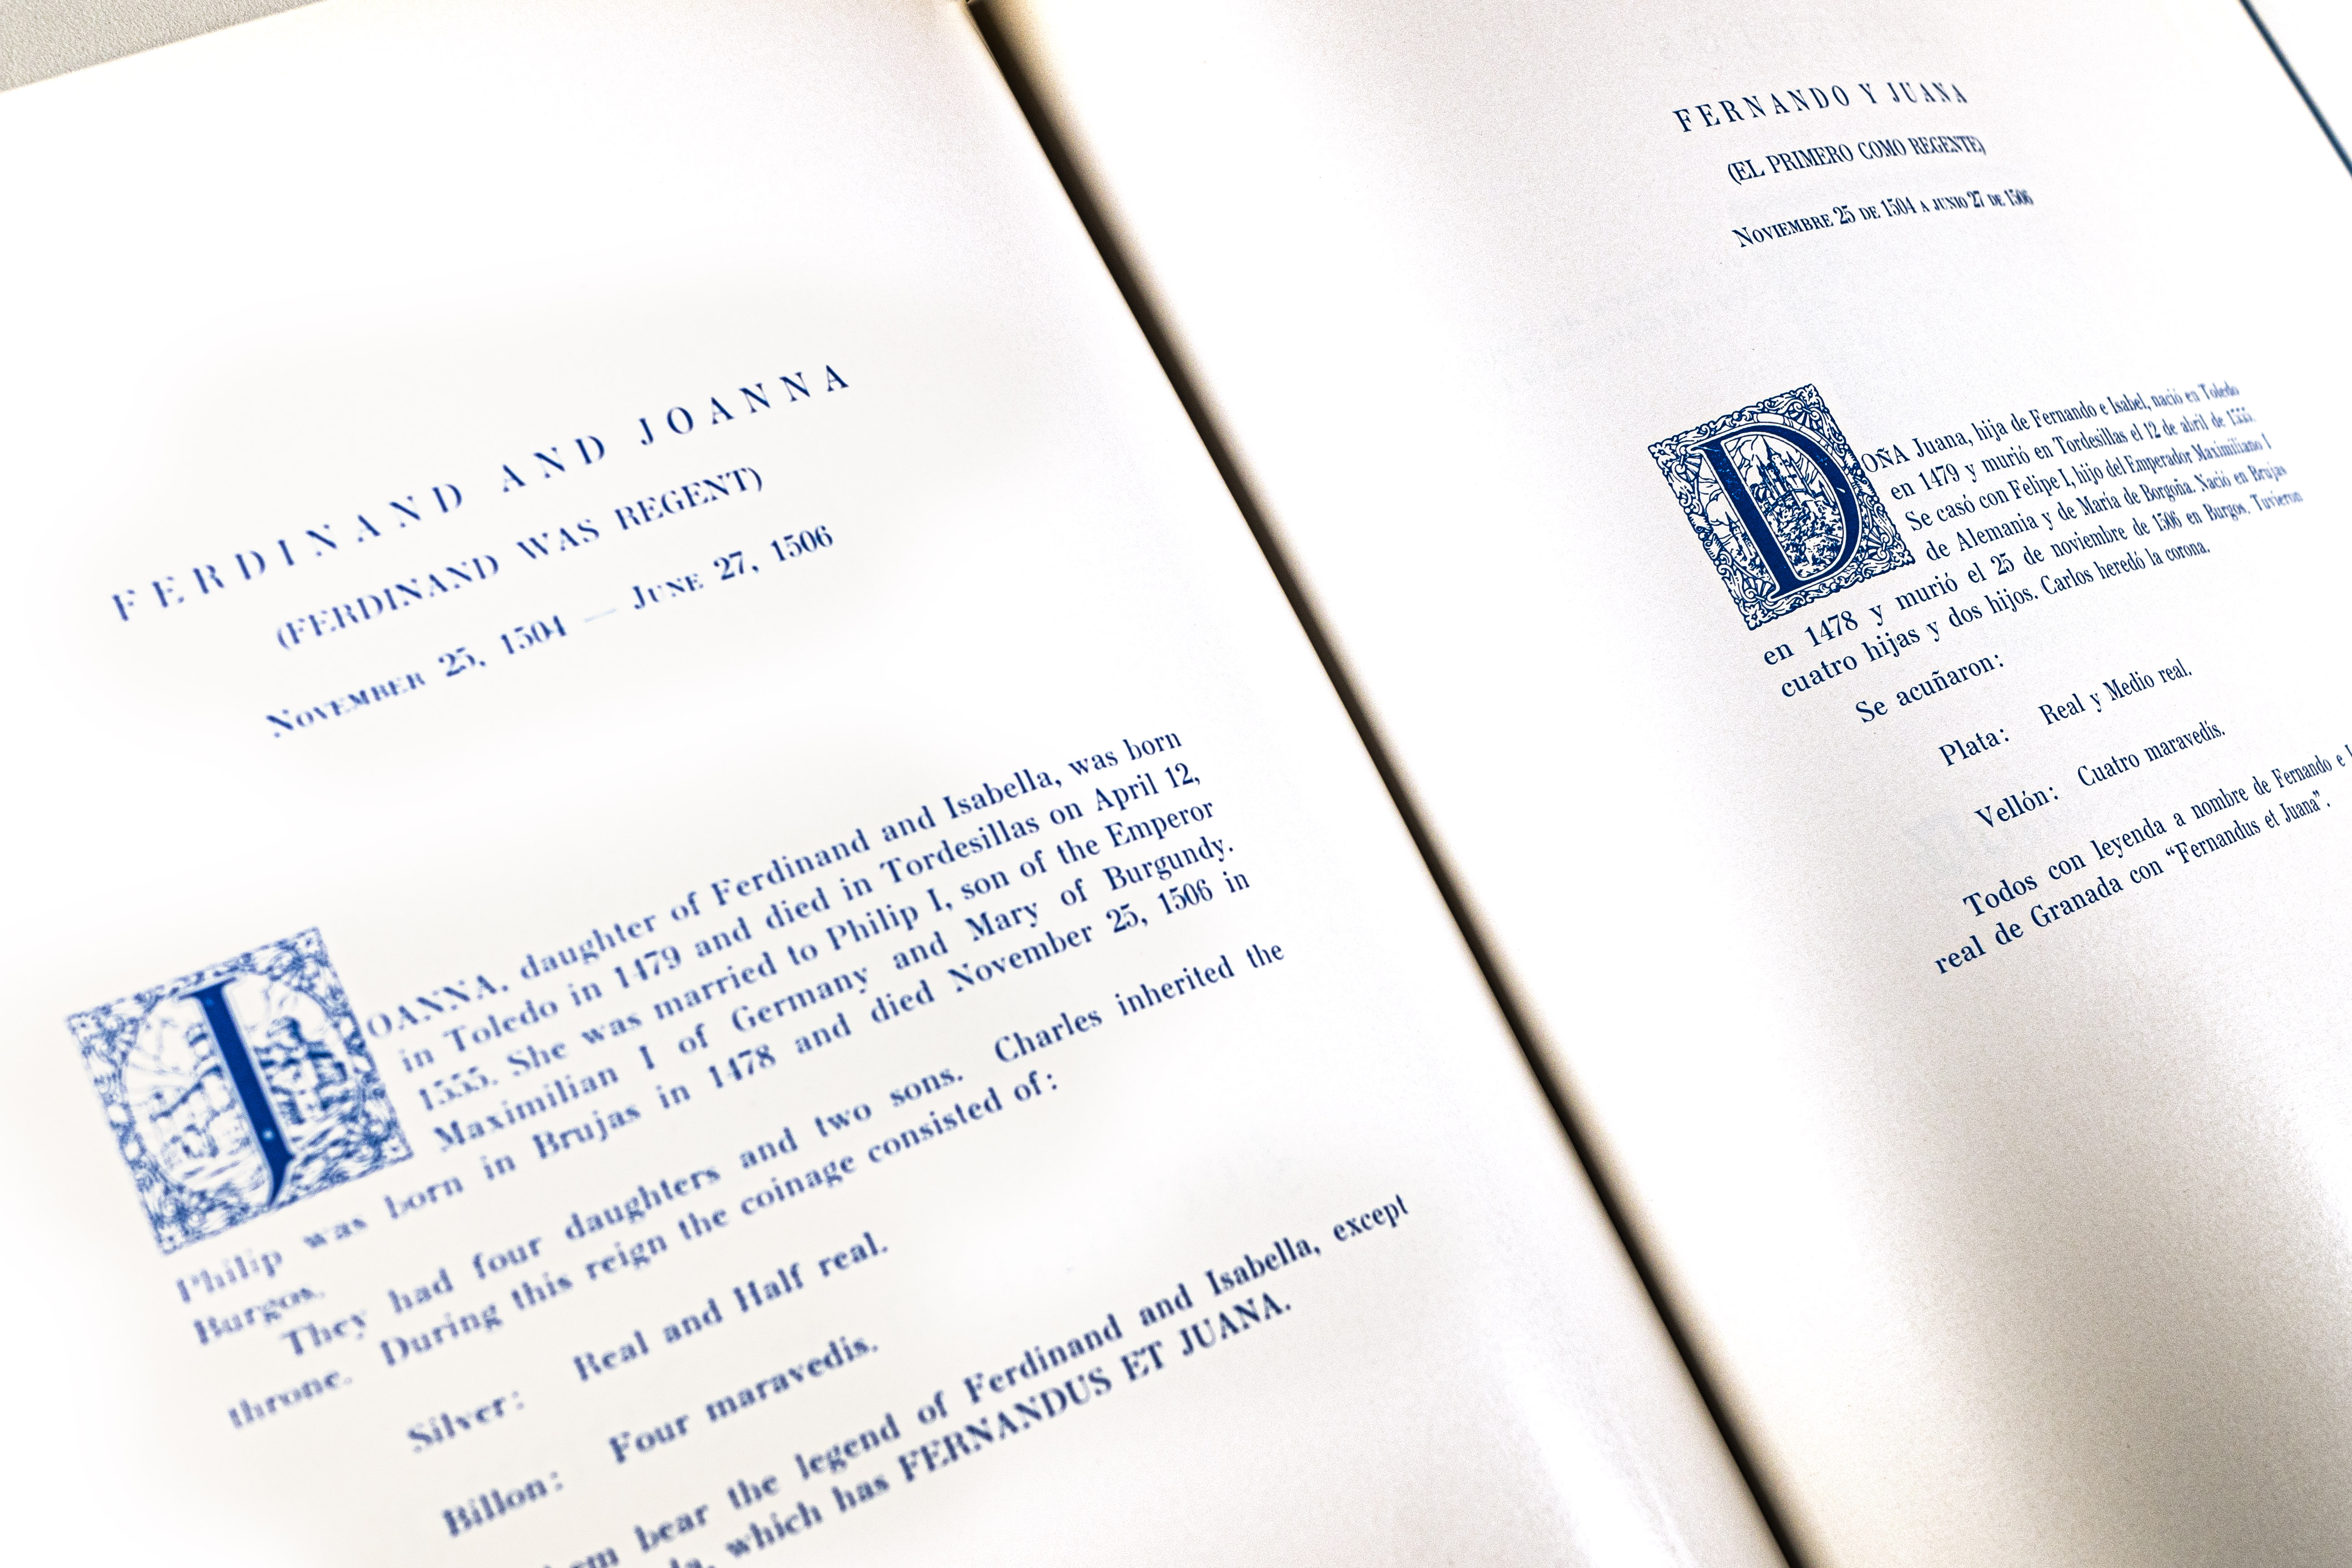 FERDINAND AND JOANNA
(FERDINAND WAS REGENT)
NOVEMBER 25, 1504 — JUNE 27, 1506
JOANNA, daughter of Ferdinand and Isabella, was born
in Toledo in 1479 and died in Tordesillas on April 12,
1555. She was married to Philip I, son of the Emperor
Maximilian I of Germany and Mary of Burgundy.
Philip was born in Brujas in 1478 and died November 25, 1506 in
Burgos.
They had four daughters and two sons. Charles inherited the
throne. During this reign the coinage consisted of:
Silver: Real and Half real.
Billon: Four maravedis.
bear the legend of Ferdinand and Isabella, except
which has FERNANDUS ET JUANA.
FERNANDO Y JUANA
(EL PRIMERO COMO REGENTE)
NOVIEMBRE 25 DE 1504 A JUNIO 27 DE 1506
DOÑA Juana, hija de Fernando e Isabel, nació en Toledo
en 1479 y murió en Tordesillas el 12 de abril de 1555.
Se casó con Felipe I, hijo del Emperador Maximiliano I
de Alemania y de María de Borgoña. Nació en Brujas
en 1478 y murió el 25 de noviembre de 1506 en Burgos. Tuvieron
cuatro hijas y dos hijos. Carlos heredó la corona.
Se acuñaron:
Plata: Real y Medio real.
Vellón: Cuatro maravedís.
Todos con leyenda a nombre de Fernando e
real de Granada con “Fernandus et Juana”.